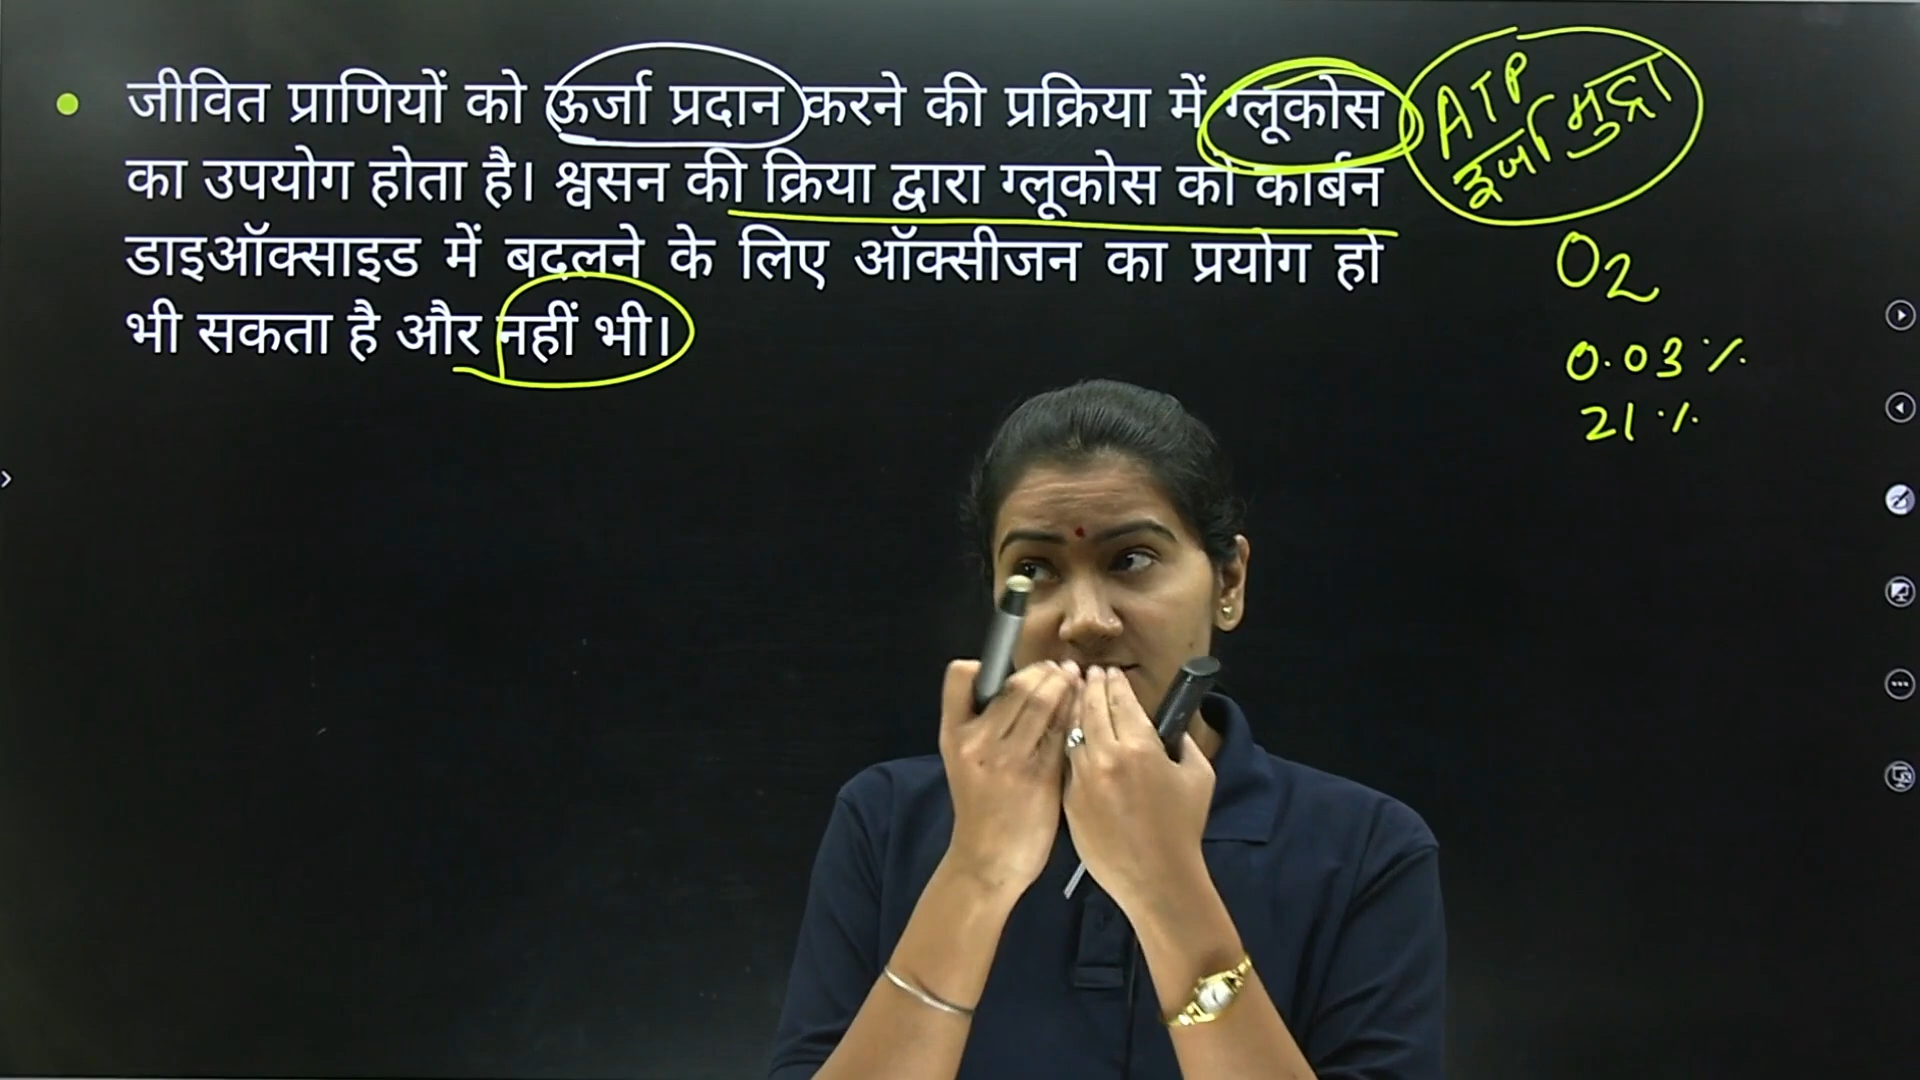 जीवित प्राणियों को ऊर्जा प्रदान करने की प्रक्रिया में ग्लूकोस
का उपयोग होता है। श्वसन की क्रिया द्वारा ग्लूकोस को कार्बन
डाइऑक्साइड में बदलने के लिए ऑक्सीजन का प्रयोग हो
भी सकता है और नहीं भी।
ATP
ऊर्जा मुद्रा
O2
0.03 %
21 %